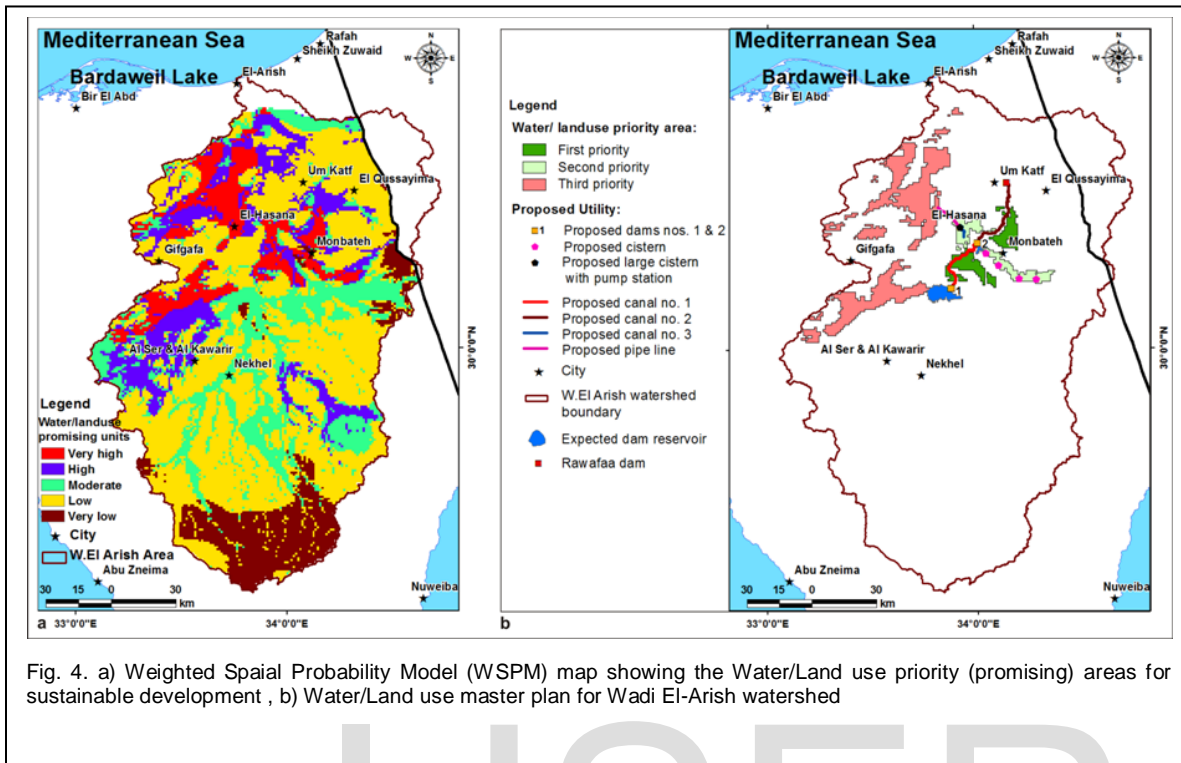 Mediterranean Sea
Rafah
Sheikh Zuwaid
Bardaweil Lake
El-Arish
Bir El Abd
N
W
E
S
Um Katf
El Qussayima
El-Hasana
Monbateh
Gifgafa
Al Ser & Al Kawarir
Nekhel
Legend
Water/landuse
promising units
Very high
High
Moderate
Low
Very low
City
W.El Arish Area
Abu Zneima
Nuweiba
30 15 0 30
km
a
33°0'0"E
34°0'0"E
30°0'0"N
Legend
Water/ landuse priority area:
First priority
Second priority
Third priority
Proposed Utility:
1 Proposed dams nos. 1 & 2
Proposed cistern
Proposed large cistern
with pump station
Proposed canal no. 1
Proposed canal no. 2
Proposed canal no. 3
Proposed pipe line
City
W.El Arish watershed
boundary
Expected dam reservoir
Rawafaa dam
b
Mediterranean Sea
Rafah
Sheikh Zuwaid
Bardaweil Lake
El-Arish
Bir El Abd
N
W
E
S
Um Katf
El Qussayima
El-Hasana
2
Monbateh
Gifgafa
1
Al Ser & Al Kawarir
Nekhel
Abu Zneima
Nuweiba
30 15 0 30
km
33°0'0"E
34°0'0"E
30°0'0"N
Fig. 4. a) Weighted Spaial Probability Model (WSPM) map showing the Water/Land use priority (promising) areas for
sustainable development , b) Water/Land use master plan for Wadi El-Arish watershed